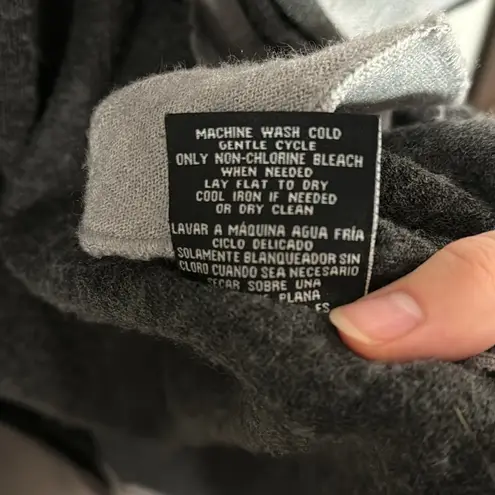 MACHINE WASH COLD
GENTLE CYCLE
ONLY NON-CHLORINE BLEACH
WHEN NEEDED
LAY FLAT TO DRY
COOL IRON IF NEEDED
OR DRY CLEAN
LAVAR A MÁQUINA AGUA FRÍA
CICLO DELICADO
SOLAMENTE BLANQUEADOR SIN
CLORO CUANDO SEA NECESARIO
SECAR SOBRE UNA
PLANA
ES